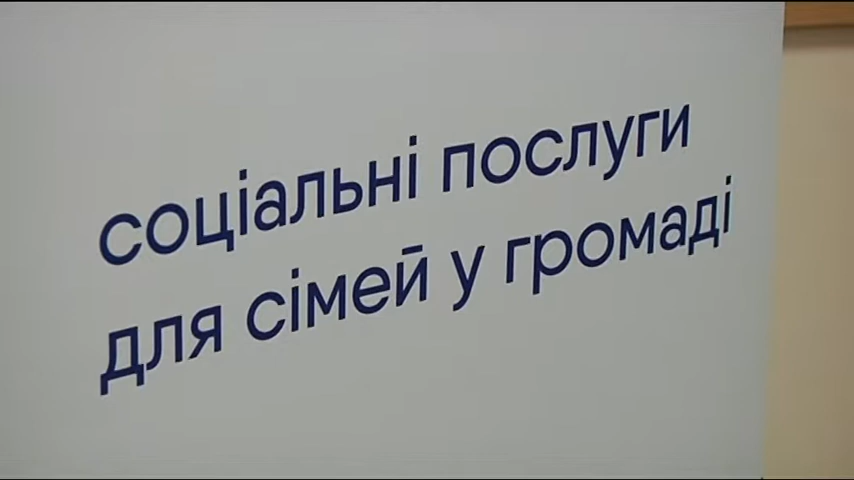 соціальні послуги
для сімей у громаді